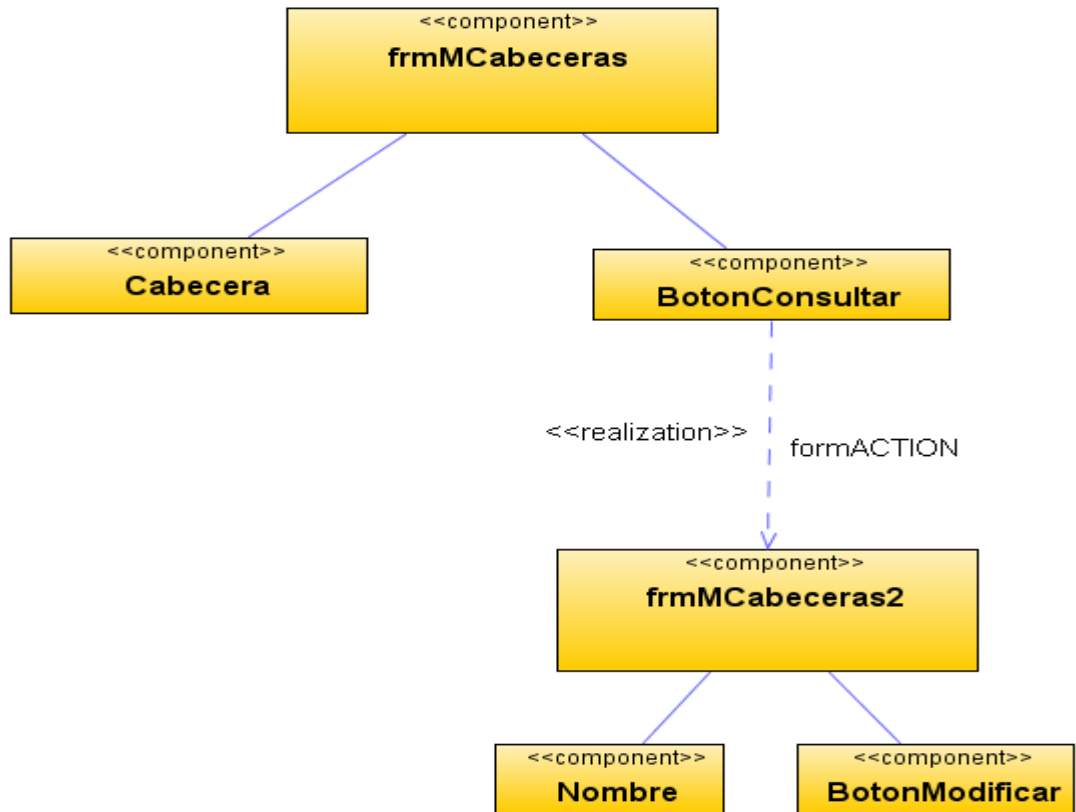 <<component>>
frmMCabeceras
<<component>>
Cabecera
<<component>>
BotonConsultar
<<realization>>
formACTION
<<component>>
frmMCabeceras2
<<component>>
Nombre
<<component>>
BotonModificar